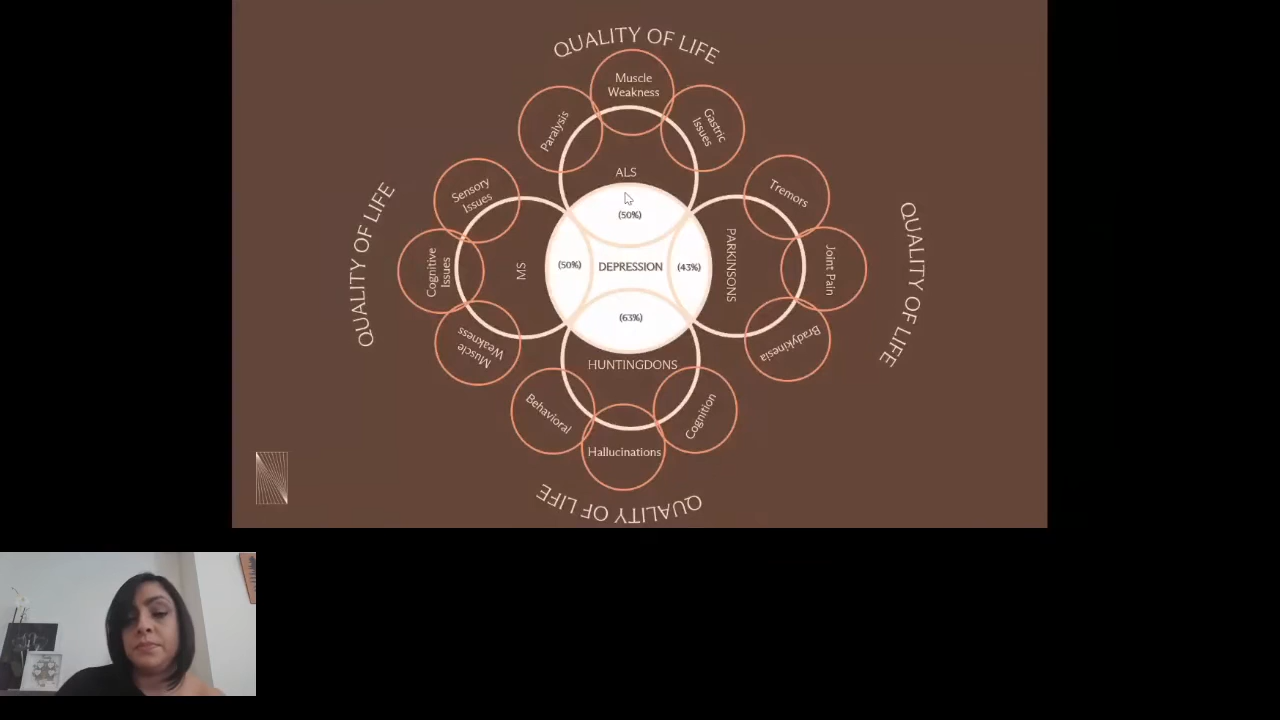 QUALITY OF LIFE
Muscle
Weakness
Paralysis
Gastric
Issues
ALS
Sensory
Issues
Tremors
QUALITY OF LIFE
QUALITY OF LIFE
(50%)
Cognitive
Issues
MS
(50%)
DEPRESSION
(43%)
PARKINSONS
Joint Pain
(63%)
Muscle
Weakness
Bradykinesia
HUNTINGDONS
Behavioral
Cognition
Hallucinations
QUALITY OF LIFE